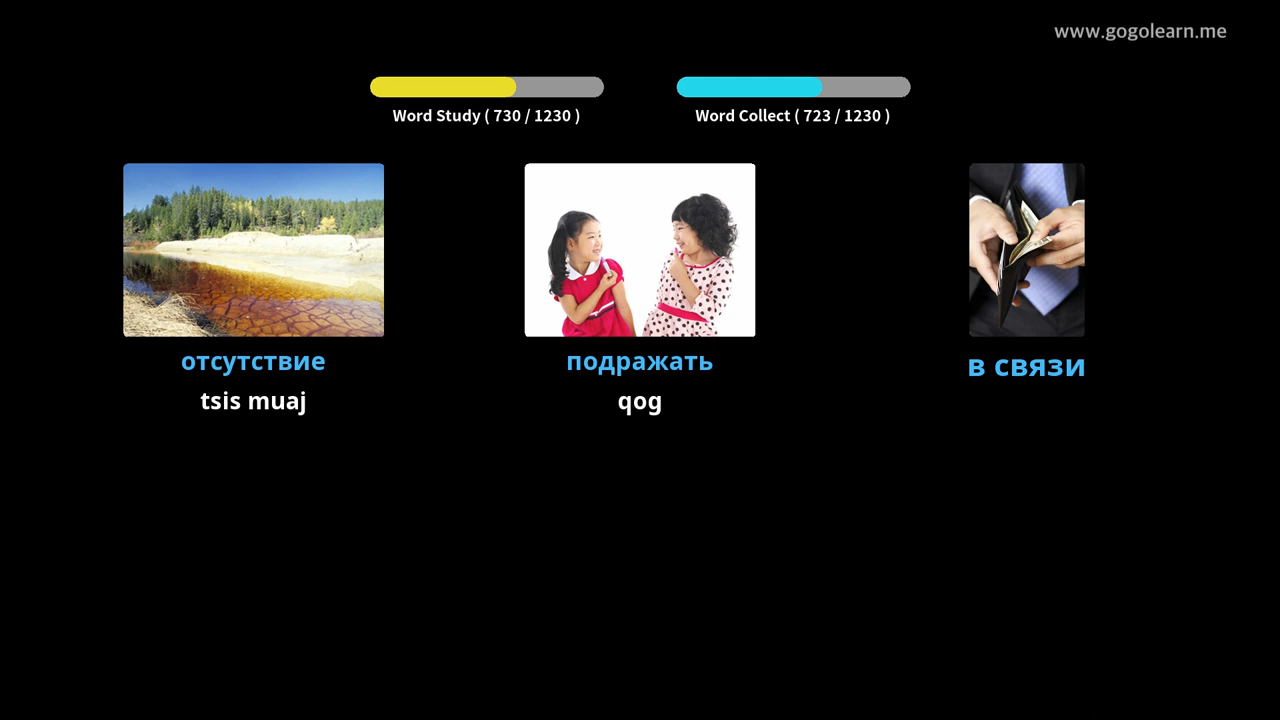 www.gogolearn.me
Word Study ( 730 / 1230 )
Word Collect ( 723 / 1230 )
отсутствие
подражать
в связи
tsis muaj
qog